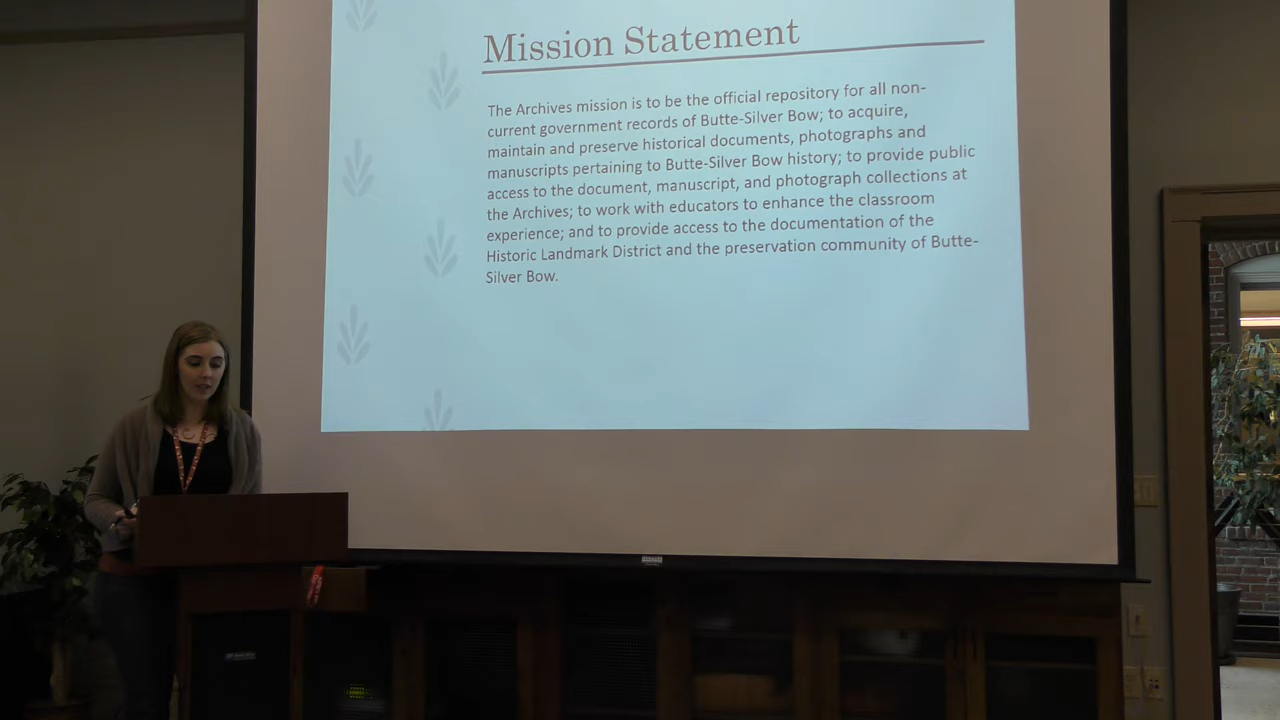 Mission Statement
The Archives mission is to be the official repository for all non-
current government records of Butte-Silver Bow; to acquire,
maintain and preserve historical documents, photographs and
manuscripts pertaining to Butte-Silver Bow history; to provide public
access to the document, manuscript, and photograph collections at
the Archives; to work with educators to enhance the classroom
experience; and to provide access to the documentation of the
Historic Landmark District and the preservation community of Butte-
Silver Bow.